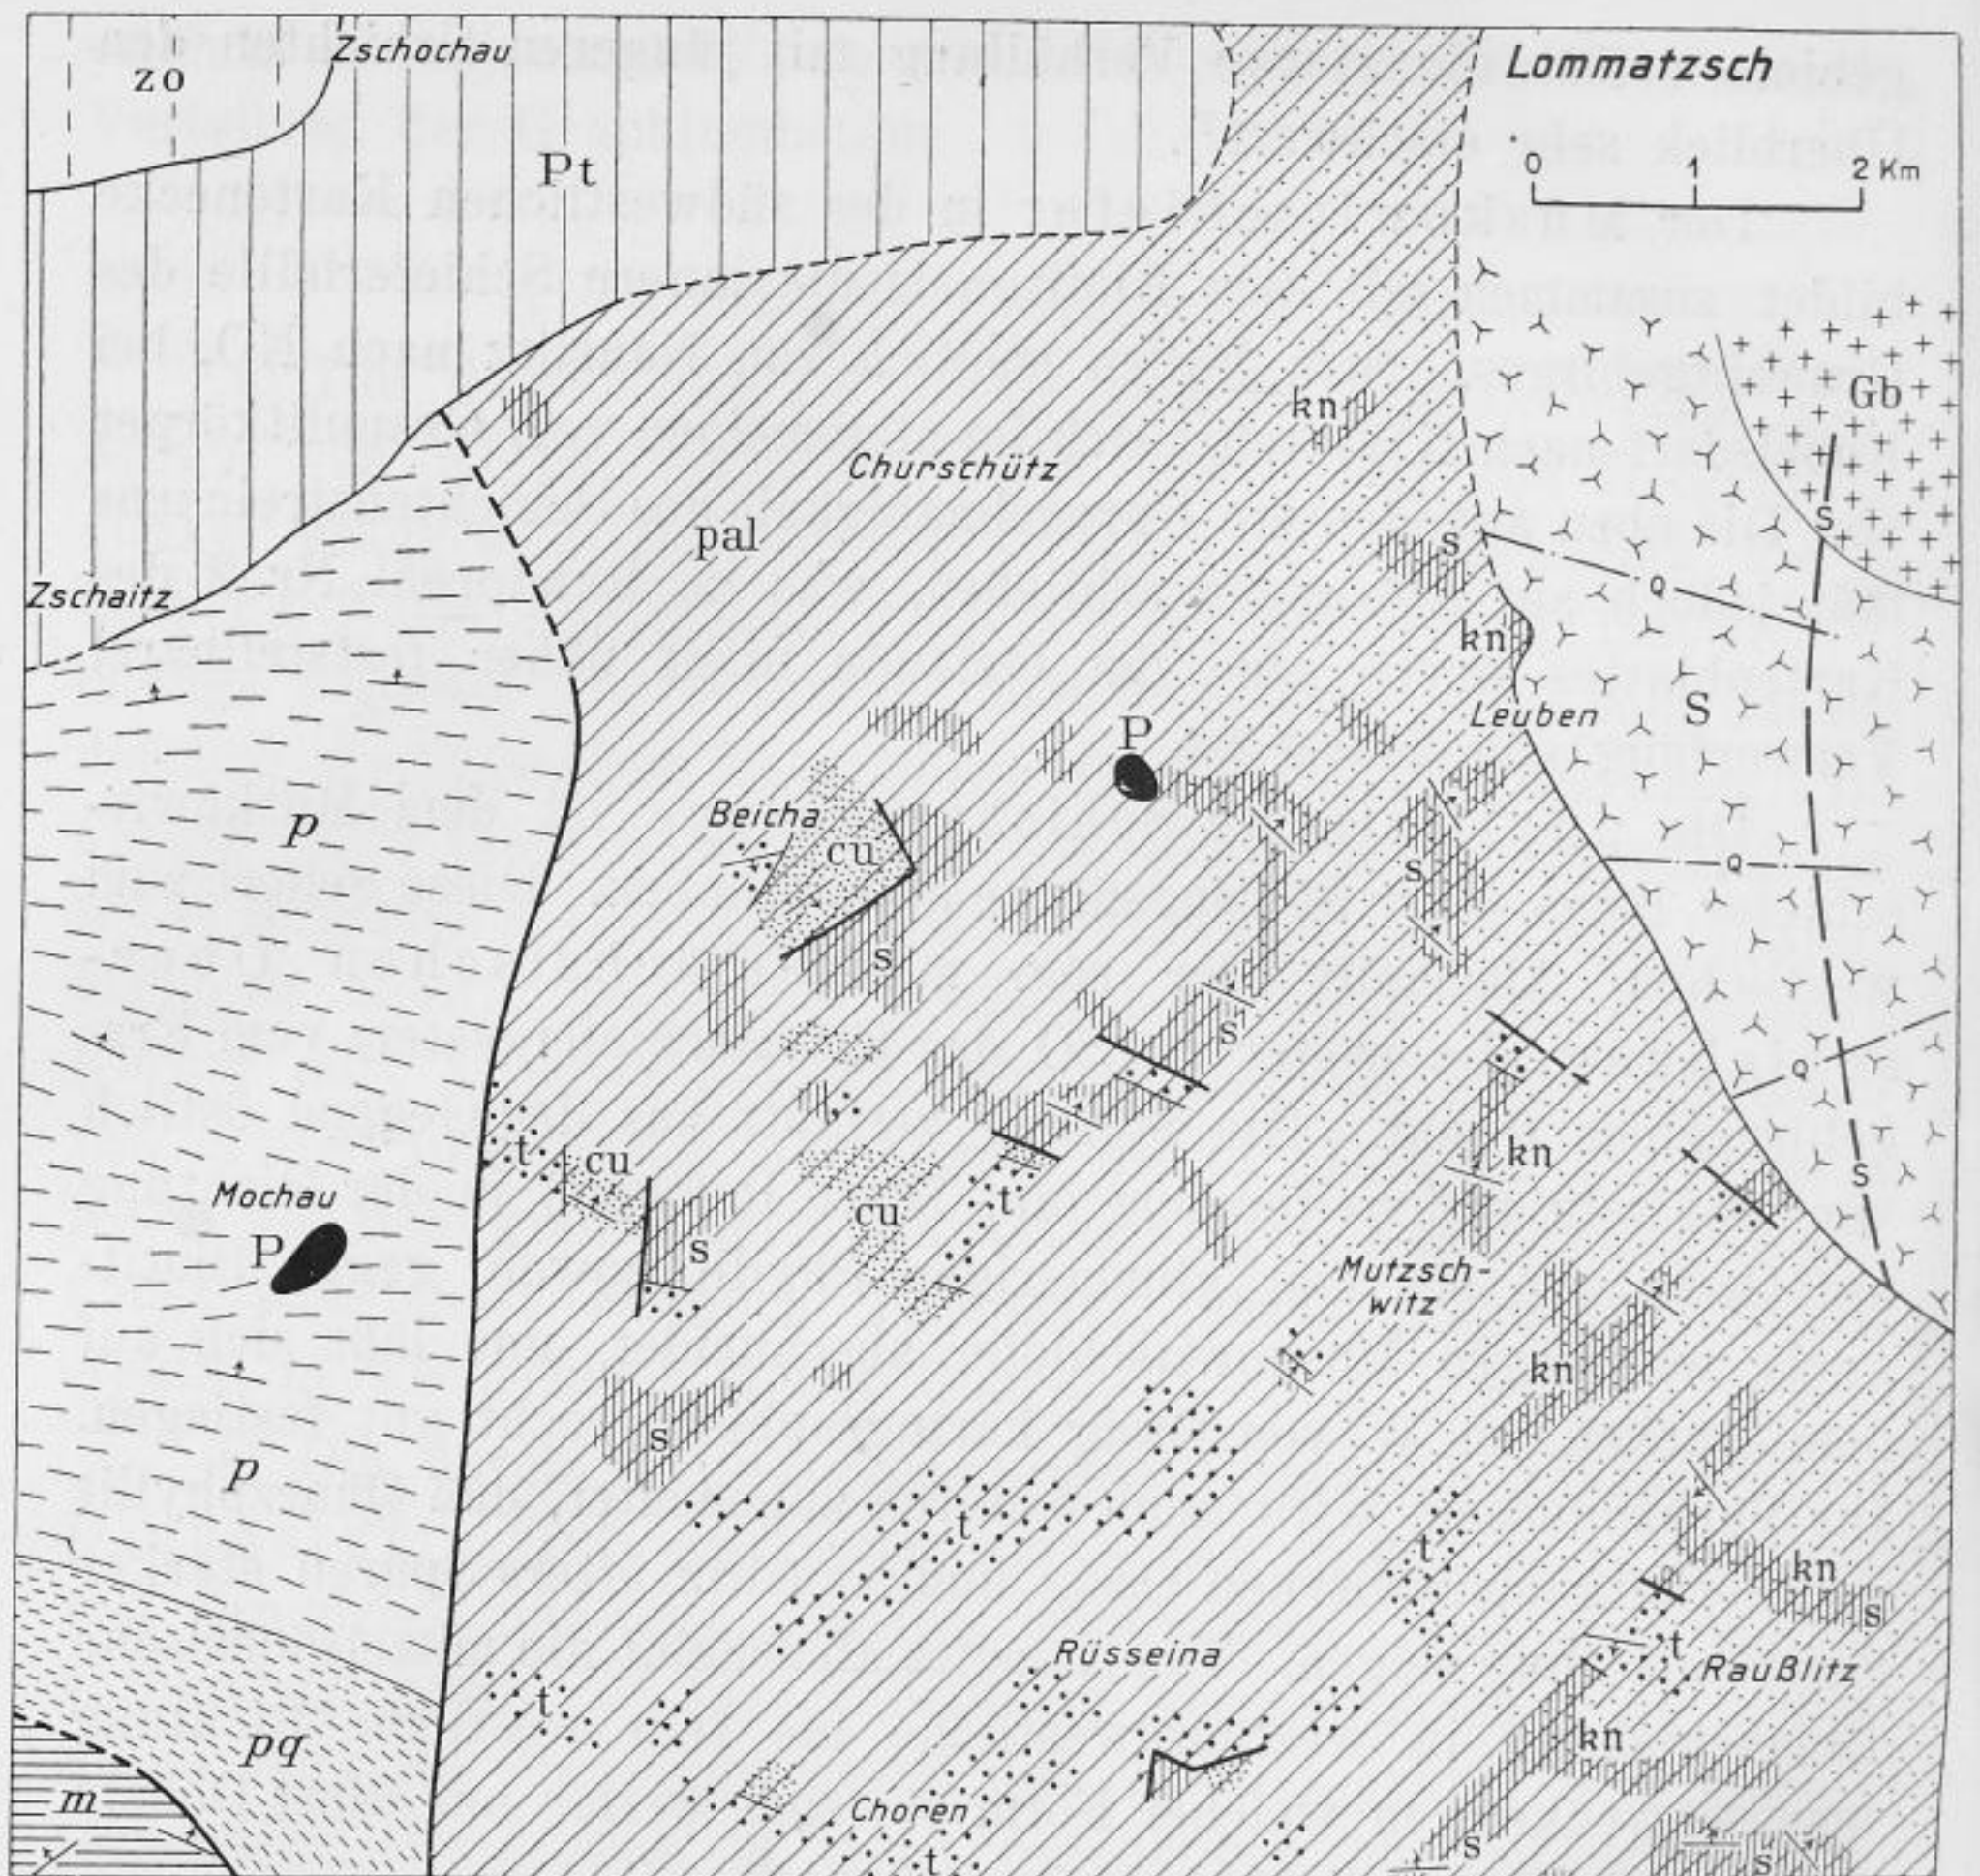 Zschochau
Lommatzsch
zo
0 1 2 Km
Pt
Gb
kn
Churschütz
S
pal
s
Q
Zschaitz
kn
S
Leuben
P
p
Beicha
cu
s
Q
s
s
Q
t
cu
kn
S
Mochau
t
cu
P
s
Mutzsch-
witz
kn
s
p
t
t
kn
s
Rüsseina
t
Raußlitz
t
kn
pq
m
Choren
s
t
s